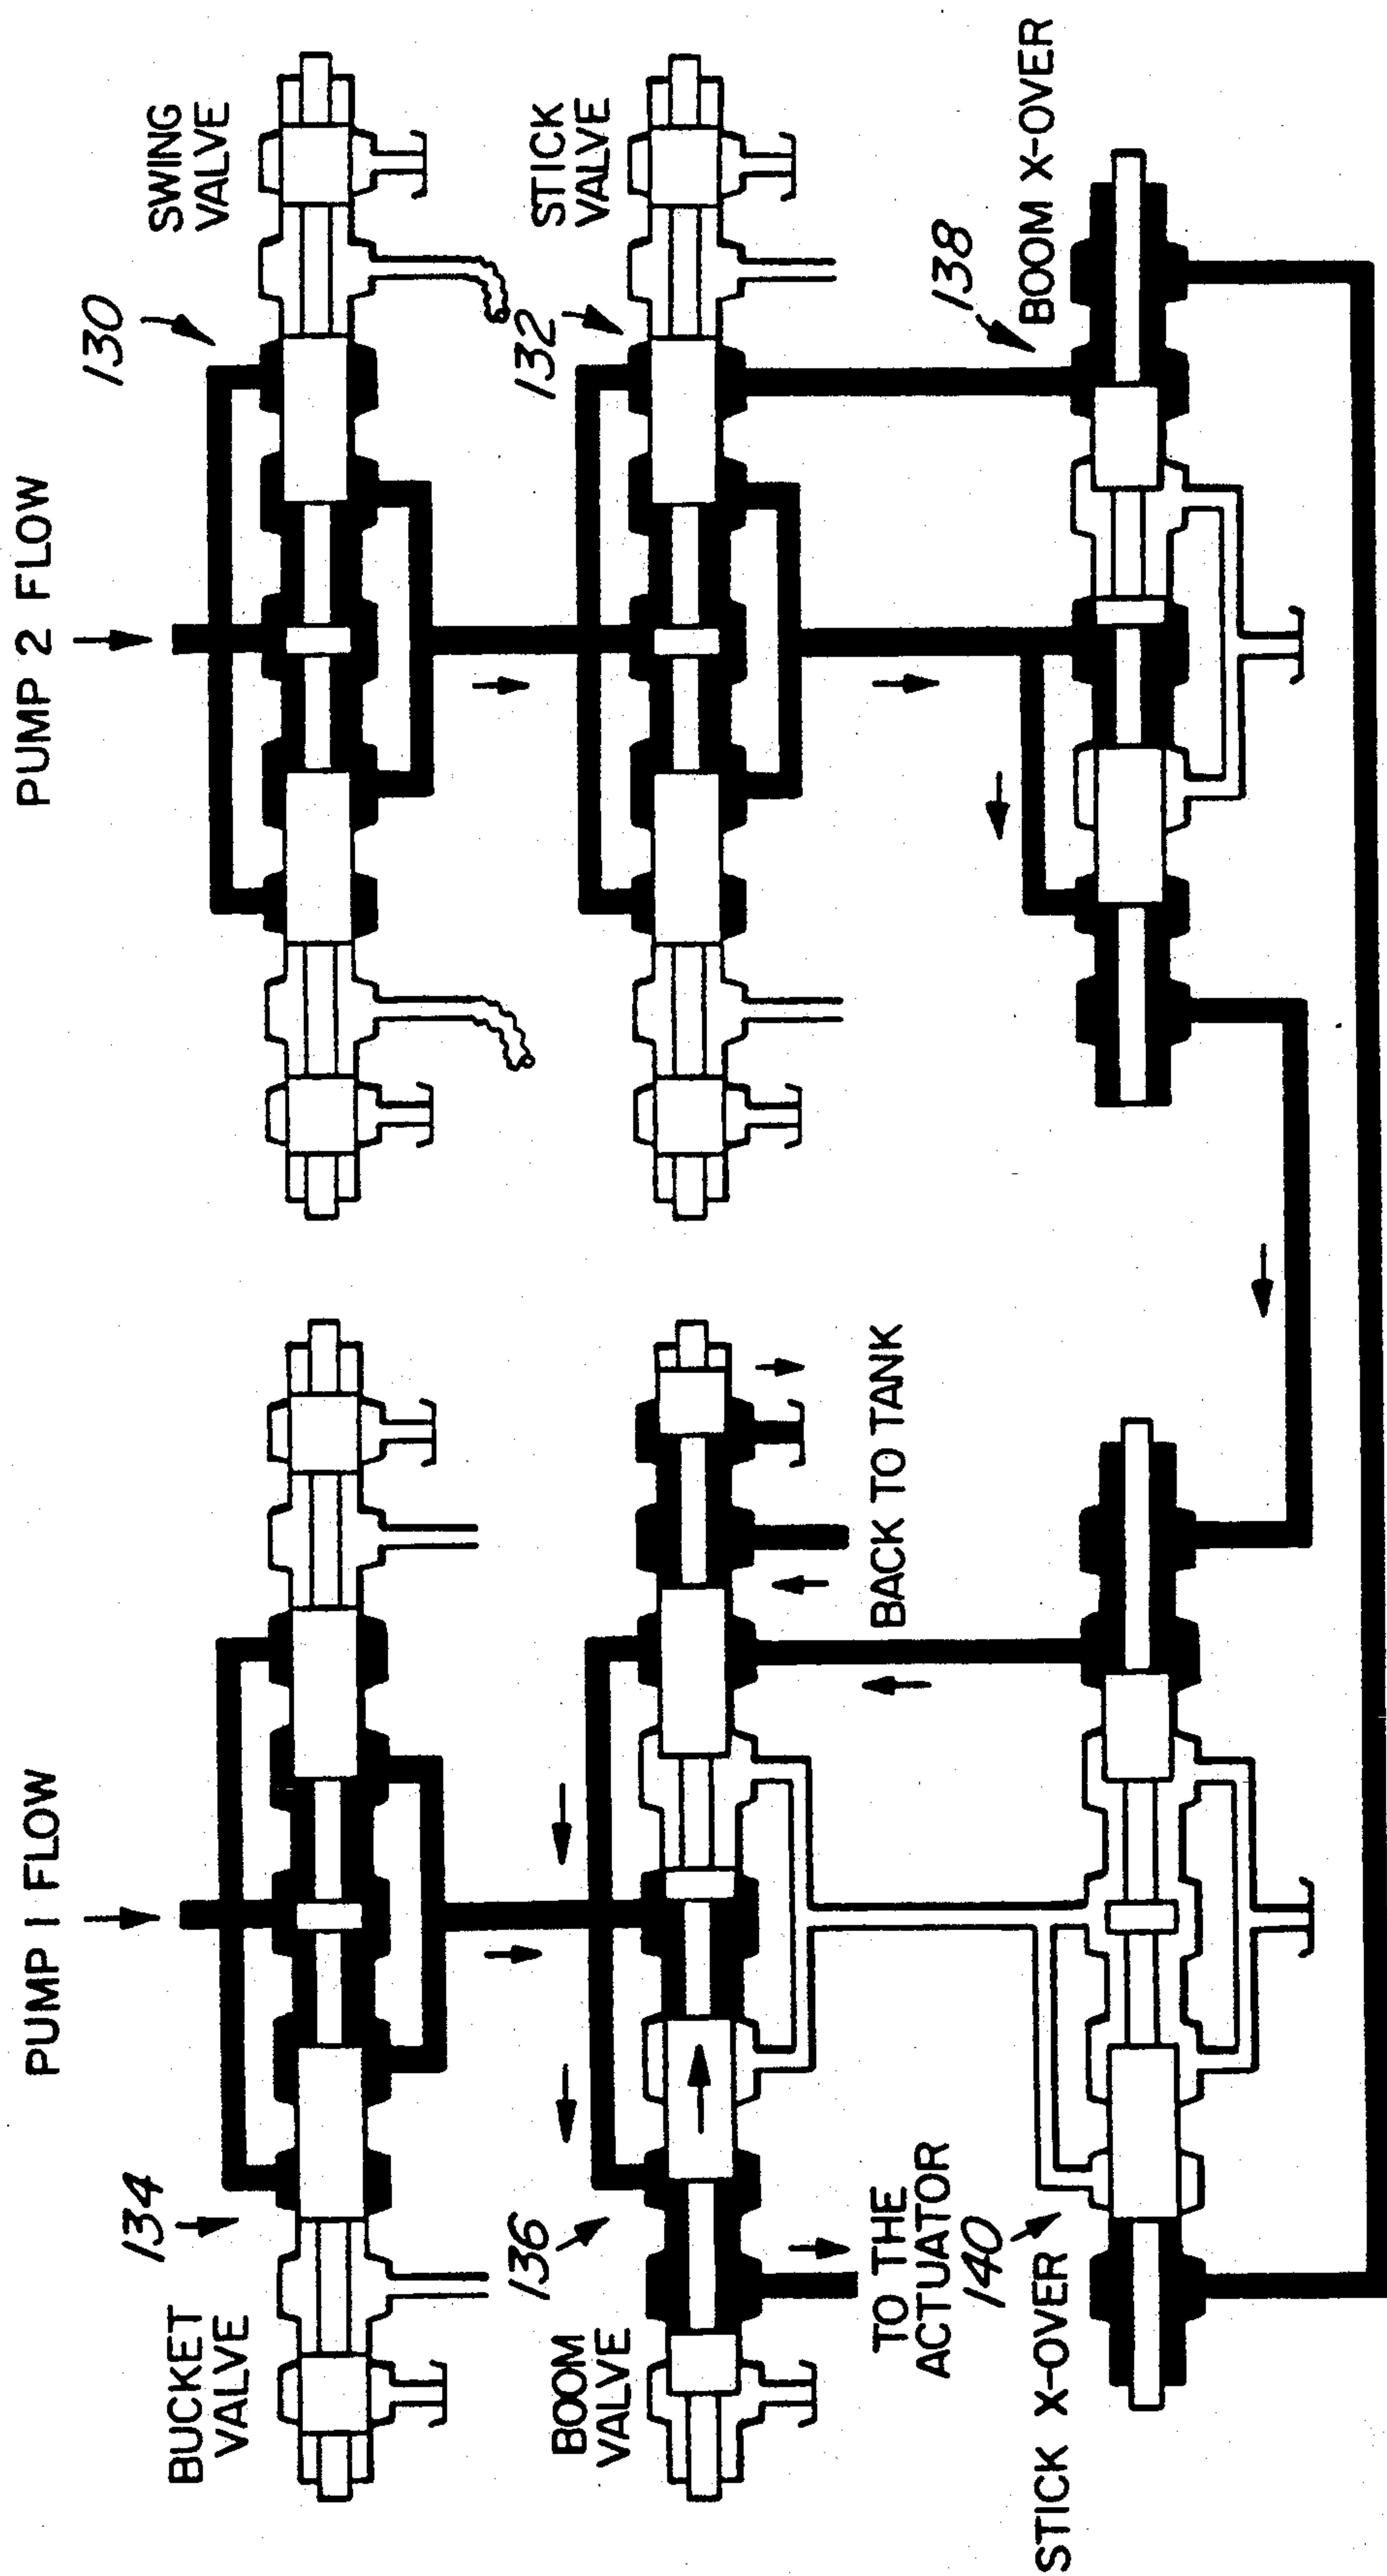 PUMP 1 FLOW
PUMP 2 FLOW
134
BUCKET
VALVE
130
SWING
VALVE
136
BOOM
VALVE
132
STICK
VALVE
TO THE
ACTUATOR
BACK TO TANK
140
STICK X-OVER
138
BOOM X-OVER